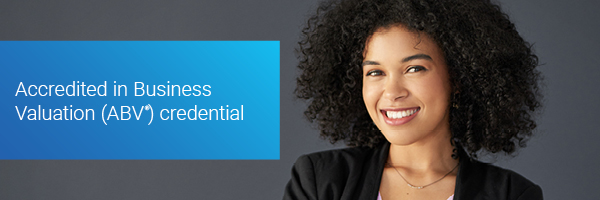 Accredited in Business
Valuation (ABV®) credential